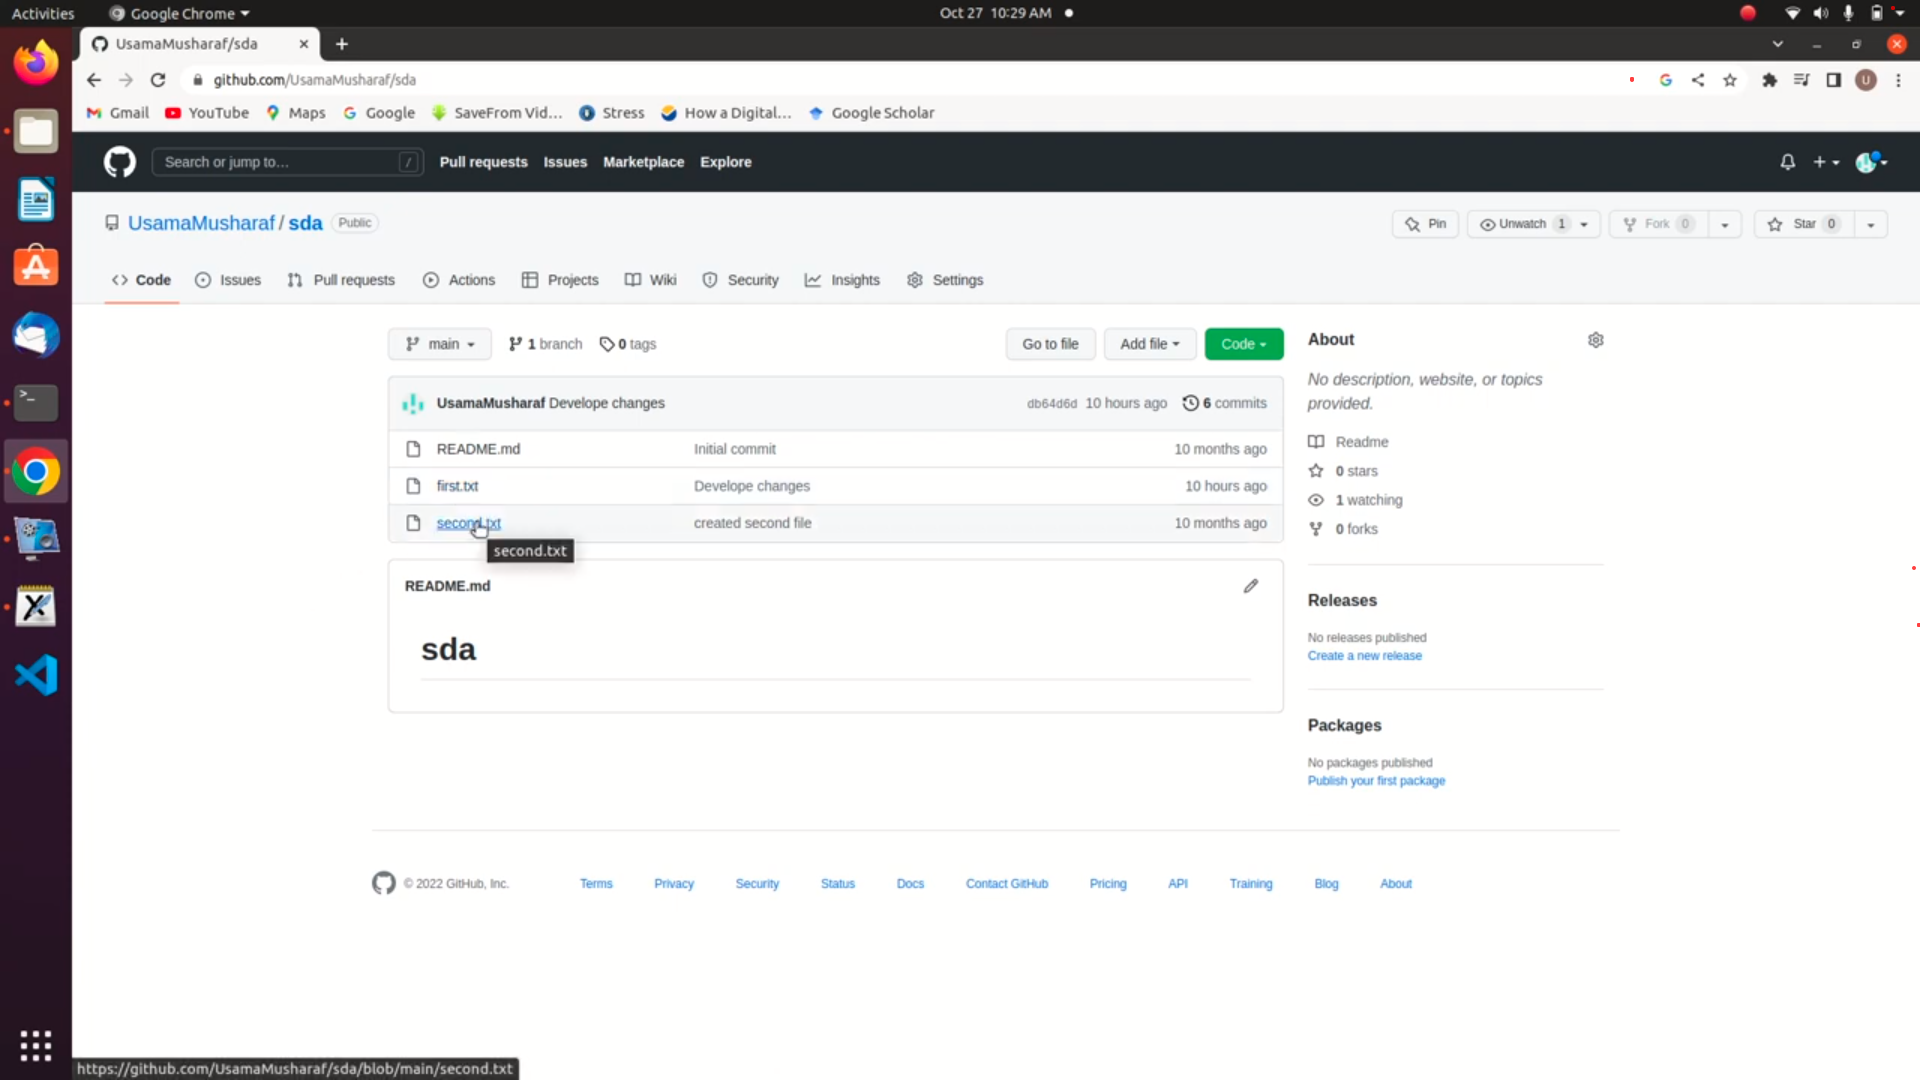 Activities Google Chrome Oct 27 10:29 AM
UsamaMusharaf/sda
github.com/UsamaMusharaf/sda
Gmail YouTube Maps Google SaveFrom Vid... Stress How a Digital... Google Scholar
Search or jump to... / Pull requests Issues Marketplace Explore
UsamaMusharaf / sda Public Pin Unwatch 1 Fork 0 Star 0
Code Issues Pull requests Actions Projects Wiki Security Insights Settings
main 1 branch 0 tags Go to file Add file Code
UsamaMusharaf Develope changes db64d6d 10 hours ago 6 commits
README.md Initial commit 10 months ago
first.txt Develope changes 10 hours ago
second.txt created second file 10 months ago
second.txt
README.md
sda
About
No description, website, or topics
provided.
Readme
0 stars
1 watching
0 forks
Releases
No releases published
Create a new release
Packages
No packages published
Publish your first package
© 2022 GitHub, Inc. Terms Privacy Security Status Docs Contact GitHub Pricing API Training Blog About
https://github.com/UsamaMusharaf/sda/blob/main/second.txt